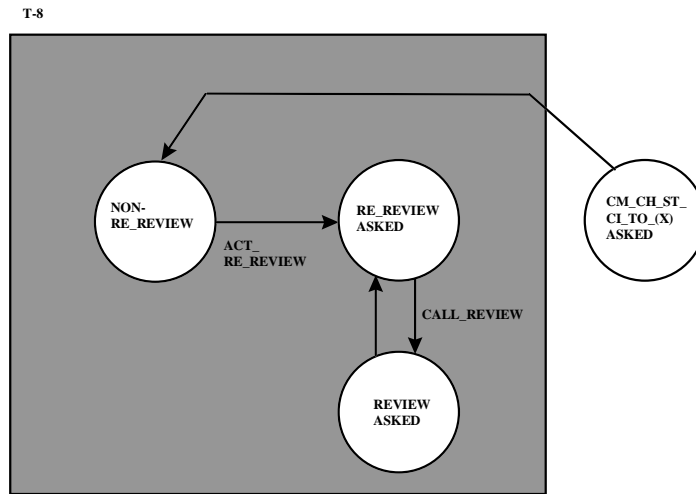 T-8
NON-
RE_REVIEW
ACT_
RE_REVIEW
RE_REVIEW
ASKED
CALL_REVIEW
REVIEW
ASKED
CM_CH_ST_
CI_TO_(X)
ASKED